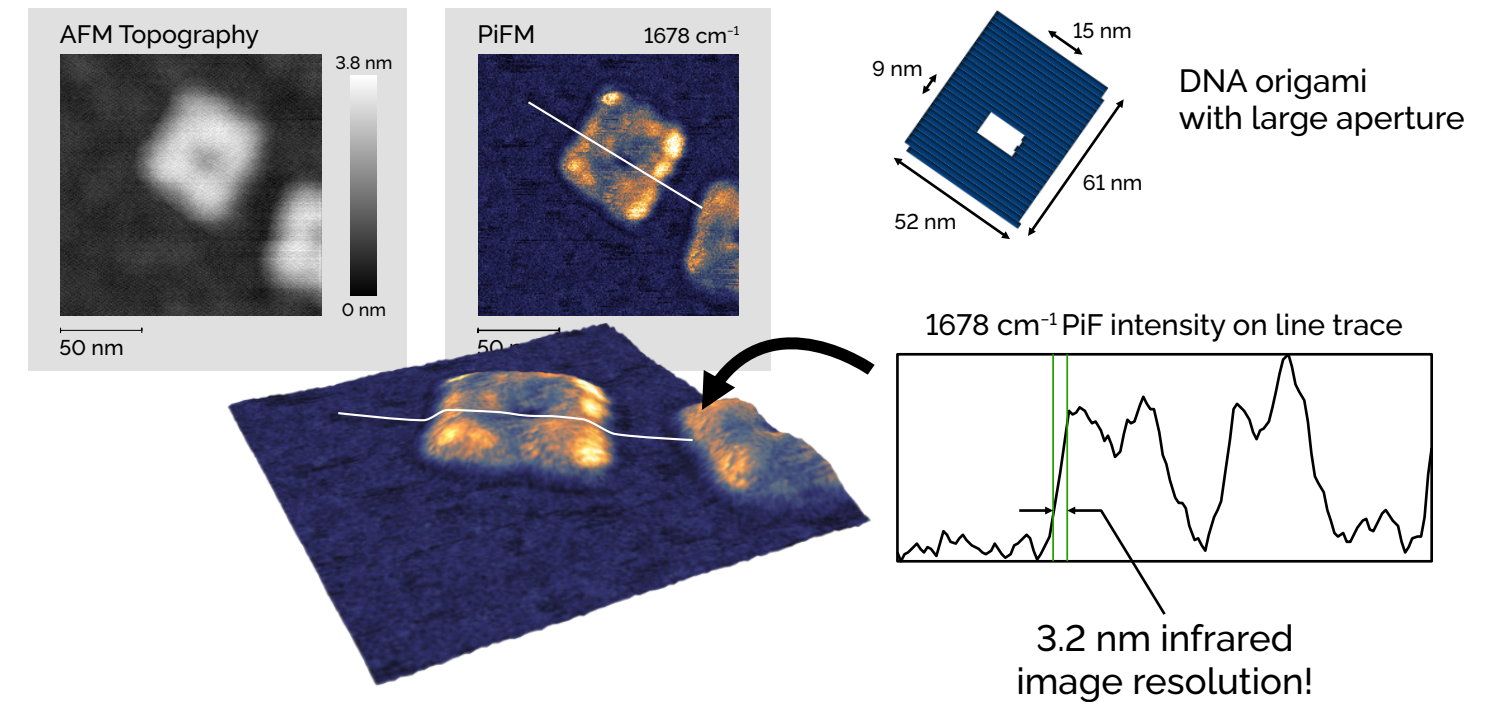 AFM Topography
3.8 nm
0 nm
50 nm
PiFM
1678 cm⁻¹
50
15 nm
9 nm
61 nm
52 nm
DNA origami
with large aperture
1678 cm⁻¹ PiF intensity on line trace
3.2 nm infrared
image resolution!